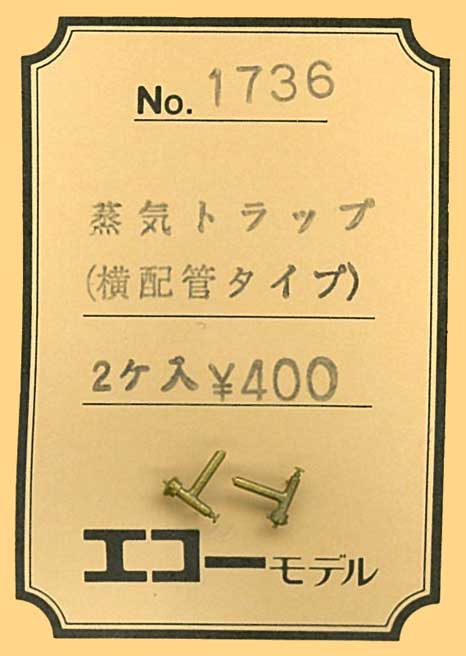 No. 1736
蒸気トラップ
(横配管タイプ)
2ケ入 ¥400
エコーモデル